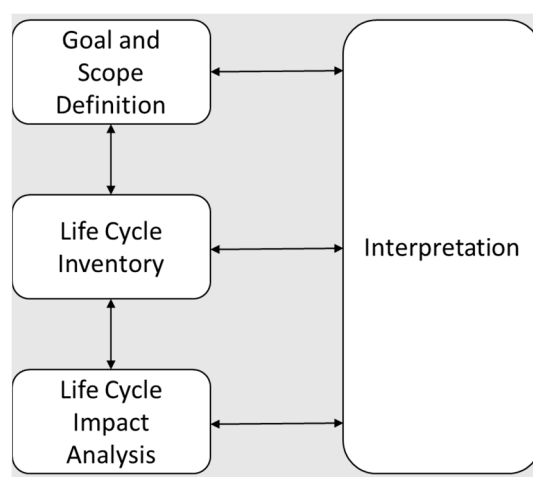 Goal and
Scope
Definition
Life Cycle
Inventory
Interpretation
Life Cycle
Impact
Analysis